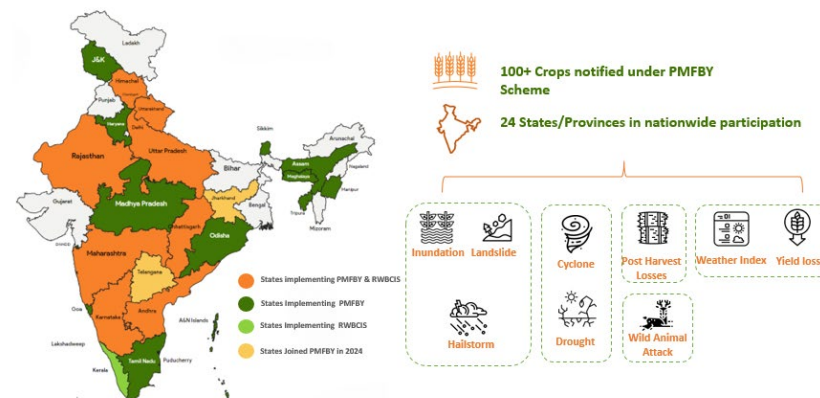 Ladakh
J&K
Himachal
Punjab
Uttarakhand
Haryana
Delhi
Rajasthan
Uttar Pradesh
Sikkim
Arunachal
Assam
Nagaland
Meghalaya
Manipur
Bihar
Tripura
Mizoram
Gujarat
Madhya Pradesh
Jharkhand
Bengal
Chhattisgarh
Odisha
Maharashtra
Telangana
Goa
Karnataka
Andhra
A&N Islands
Lakshadweep
Kerala
Tamil Nadu
Puducherry
States implementing PMFBY & RWBCIS
States Implementing PMFBY
States Implementing RWBCIS
States Joined PMFBY in 2024
100+ Crops notified under PMFBY
Scheme
24 States/Provinces in nationwide participation
Inundation
Landslide
Hailstorm
Cyclone
Drought
Post Harvest
Losses
Wild Animal
Attack
Weather Index
Yield loss